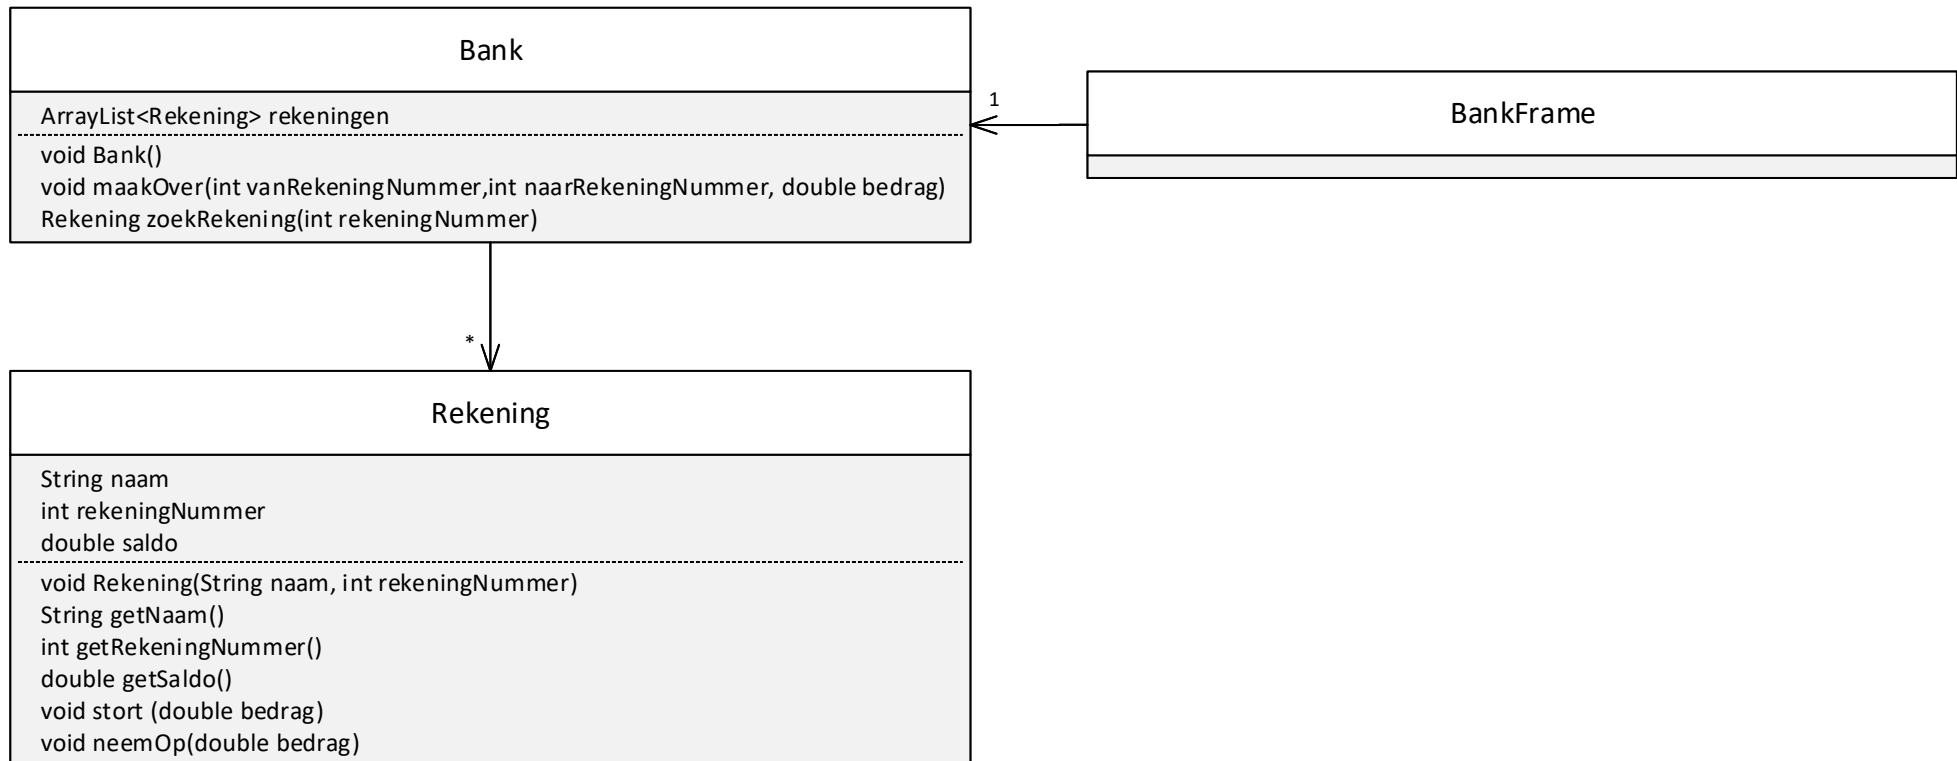 Bank
ArrayList<Rekening> rekeningen
void Bank()
void maakOver(int vanRekeningNummer,int naarRekeningNummer, double bedrag)
Rekening zoekRekening(int rekeningNummer)
1
BankFrame
*
Rekening
String naam
int rekeningNummer
double saldo
void Rekening(String naam, int rekeningNummer)
String getNaam()
int getRekeningNummer()
double getSaldo()
void stort (double bedrag)
void neemOp(double bedrag)